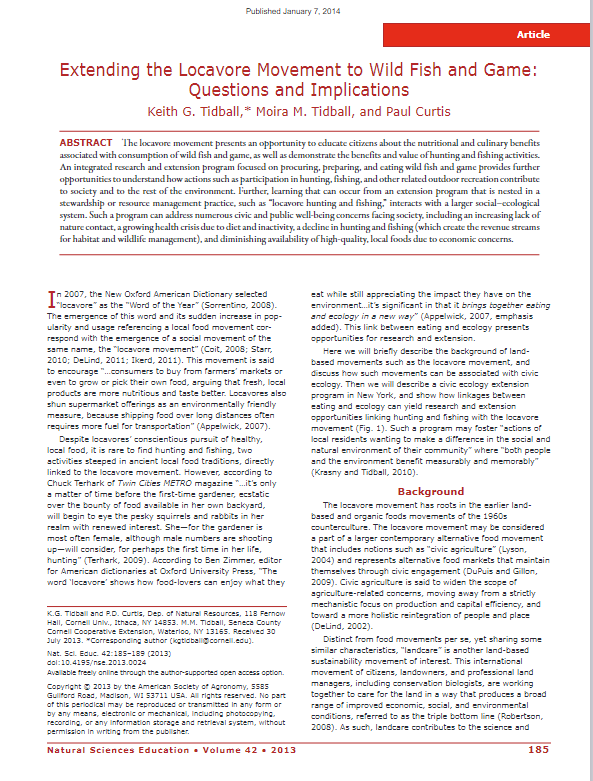 Published January 7, 2014
Article
Extending the Locavore Movement to Wild Fish and Game:
Questions and Implications
Keith G. Tidball,* Moira M. Tidball, and Paul Curtis
ABSTRACT The locavore movement presents an opportunity to educate citizens about the nutritional and culinary benefits
associated with consumption of wild fish and game, as well as demonstrate the benefits and value of hunting and fishing activities.
An integrated research and extension program focused on procuring, preparing, and eating wild fish and game provides further
opportunities to understand how actions such as participation in hunting, fishing, and other related outdoor recreation contribute
to society and to the rest of the environment. Further, learning that can occur from an extension program that is nested in a
stewardship or resource management practice, such as “locavore hunting and fishing,” interacts with a larger social–ecological
system. Such a program can address numerous civic and public well-being concerns facing society, including an increasing lack of
nature contact, a growing health crisis due to diet and inactivity, a decline in hunting and fishing (which create the revenue streams
for habitat and wildlife management), and diminishing availability of high-quality, local foods due to economic concerns.
In 2007, the New Oxford American Dictionary selected
“locavore” as the “Word of the Year” (Sorrentino, 2008).
The emergence of this word and its sudden increase in pop-
ularity and usage referencing a local food movement cor-
respond with the emergence of a social movement of the
same name, the “locavore movement” (Coit, 2008; Starr,
2010; DeLind, 2011; Ikerd, 2011). This movement is said
to encourage “…consumers to buy from farmers’ markets or
even to grow or pick their own food, arguing that fresh, local
products are more nutritious and taste better. Locavores also
shun supermarket offerings as an environmentally friendly
measure, because shipping food over long distances often
requires more fuel for transportation” (Appelwick, 2007).
Despite locavores’ conscientious pursuit of healthy,
local food, it is rare to find hunting and fishing, two
activities steeped in ancient local food traditions, directly
linked to the locavore movement. However, according to
Chuck Terhark of Twin Cities METRO magazine “…it’s only
a matter of time before the first-time gardener, ecstatic
over the bounty of food available in her own backyard,
will begin to eye the pesky squirrels and rabbits in her
realm with renewed interest. She—for the gardener is
most often female, although male numbers are shooting
up—will consider, for perhaps the first time in her life,
hunting” (Terhark, 2009). According to Ben Zimmer, editor
for American dictionaries at Oxford University Press, “The
word ‘locavore’ shows how food-lovers can enjoy what they
K.G. Tidball and P.D. Curtis, Dep. of Natural Resources, 118 Fernow
Hall, Cornell Univ., Ithaca, NY 14853. M.M. Tidball, Seneca County
Cornell Cooperative Extension, Waterloo, NY 13165. Received 30
July 2013. *Corresponding author (kgtidball@cornell.edu).
Nat. Sci. Educ. 42:185–189 (2013)
doi:10.4195/nse.2013.0024
Available freely online through the author-supported open access option.
Copyright © 2013 by the American Society of Agronomy, 5585
Guilford Road, Madison, WI 53711 USA. All rights reserved. No part
of this periodical may be reproduced or transmitted in any form or
by any means, electronic or mechanical, including photocopying,
recording, or any information storage and retrieval system, without
permission in writing from the publisher.
eat while still appreciating the impact they have on the
environment…it’s significant in that it brings together eating
and ecology in a new way” (Appelwick, 2007, emphasis
added). This link between eating and ecology presents
opportunities for research and extension.
Here we will briefly describe the background of land-
based movements such as the locavore movement, and
discuss how such movements can be associated with civic
ecology. Then we will describe a civic ecology extension
program in New York, and show how linkages between
eating and ecology can yield research and extension
opportunities linking hunting and fishing with the locavore
movement (Fig. 1). Such a program may foster “actions of
local residents wanting to make a difference in the social and
natural environment of their community” where “both people
and the environment benefit measurably and memorably”
(Krasny and Tidball, 2010).
Background
The locavore movement has roots in the earlier land-
based and organic foods movements of the 1960s
counterculture. The locavore movement may be considered
a part of a larger contemporary alternative food movement
that includes notions such as “civic agriculture” (Lyson,
2004) and represents alternative food markets that maintain
themselves through civic engagement (DuPuis and Gillon,
2009). Civic agriculture is said to widen the scope of
agriculture-related concerns, moving away from a strictly
mechanistic focus on production and capital efficiency, and
toward a more holistic reintegration of people and place
(DeLind, 2002).
Distinct from food movements per se, yet sharing some
similar characteristics, “landcare” is another land-based
sustainability movement of interest. This international
movement of citizens, landowners, and professional land
managers, including conservation biologists, are working
together to care for the land in a way that produces a broad
range of improved economic, social, and environmental
conditions, referred to as the triple bottom line (Robertson,
2008). As such, landcare contributes to the science and
Natural Sciences Education • Volume 42 • 2013
185